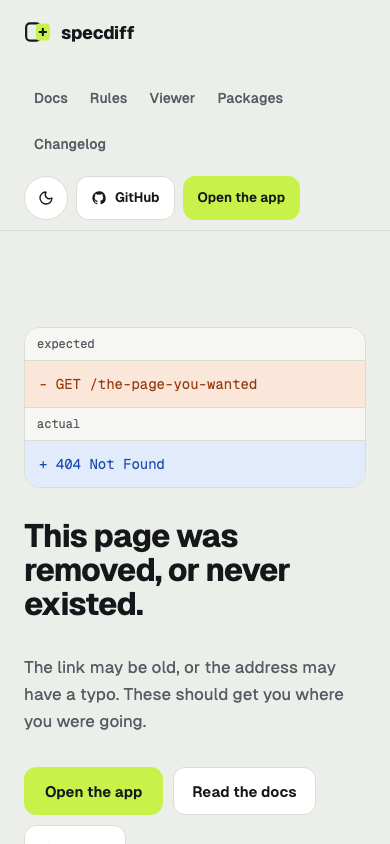 specdiff
Docs Rules Viewer Packages
Changelog
GitHub Open the app
expected
- GET /the-page-you-wanted
actual
+ 404 Not Found
This page was
removed, or never
existed.
The link may be old, or the address may
have a typo. These should get you where
you were going.
Open the app Read the docs